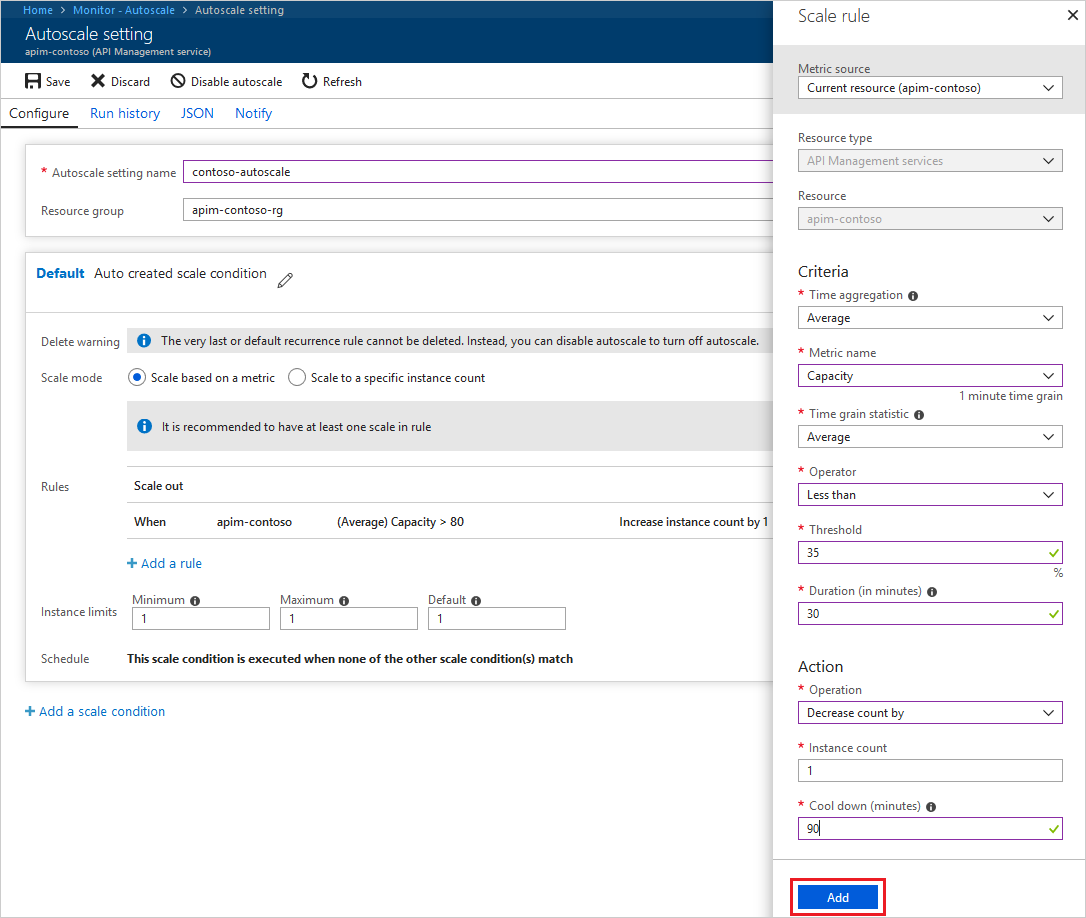 Home > Monitor - Autoscale > Autoscale setting
Autoscale setting
apim-contoso (API Management service)
Save Discard Disable autoscale Refresh
Configure Run history JSON Notify
* Autoscale setting name contoso-autoscale
Resource group apim-contoso-rg
Default Auto created scale condition
Delete warning The very last or default recurrence rule cannot be deleted. Instead, you can disable autoscale to turn off autoscale.
Scale mode Scale based on a metric Scale to a specific instance count
It is recommended to have at least one scale in rule
Rules Scale out
When apim-contoso (Average) Capacity > 80 Increase instance count by 1
+ Add a rule
Instance limits Minimum Maximum Default
1 1 1
Schedule This scale condition is executed when none of the other scale condition(s) match
+ Add a scale condition
Scale rule
Metric source
Current resource (apim-contoso)
Resource type
API Management services
Resource
apim-contoso
Criteria
* Time aggregation
Average
* Metric name
Capacity
1 minute time grain
* Time grain statistic
Average
* Operator
Less than
* Threshold
35
%
* Duration (in minutes)
30
Action
* Operation
Decrease count by
* Instance count
1
* Cool down (minutes)
90
Add